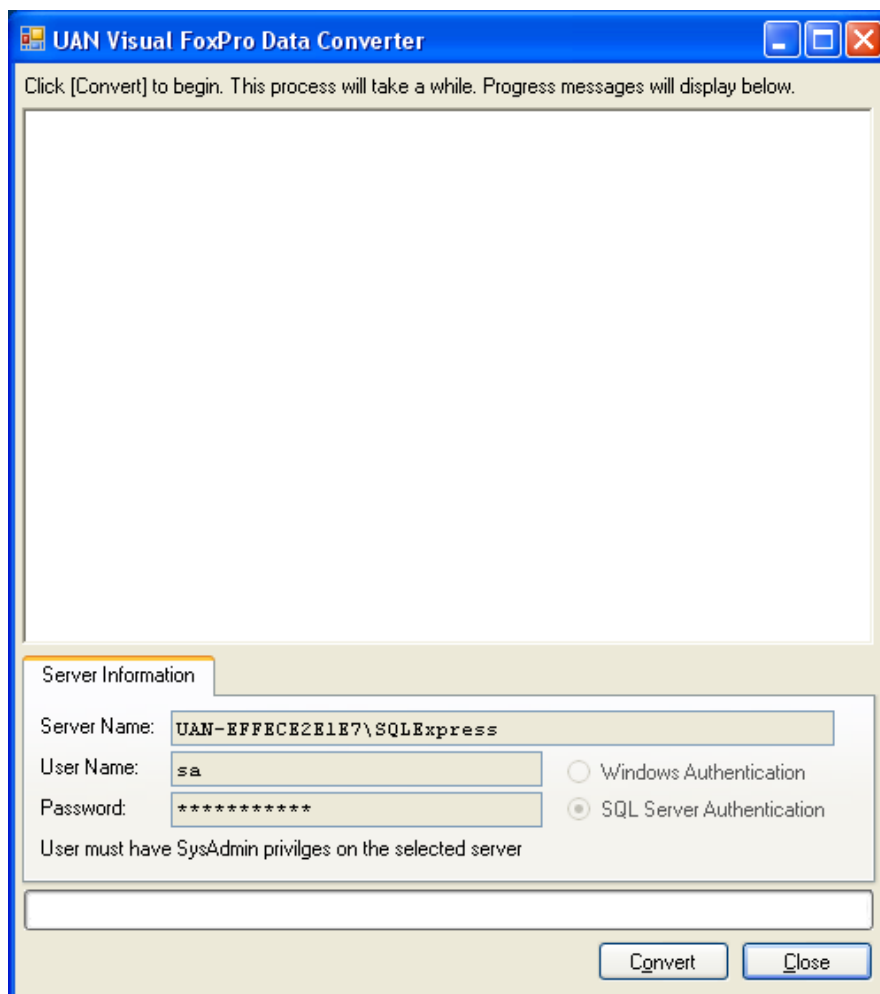 UAN Visual FoxPro Data Converter
Click [Convert] to begin. This process will take a while. Progress messages will display below.
Server Information
Server Name: UAN-EFFECE2E1E7\SQLExpress
User Name: sa Windows Authentication
Password: *********** SQL Server Authentication
User must have SysAdmin privilges on the selected server
Convert Close